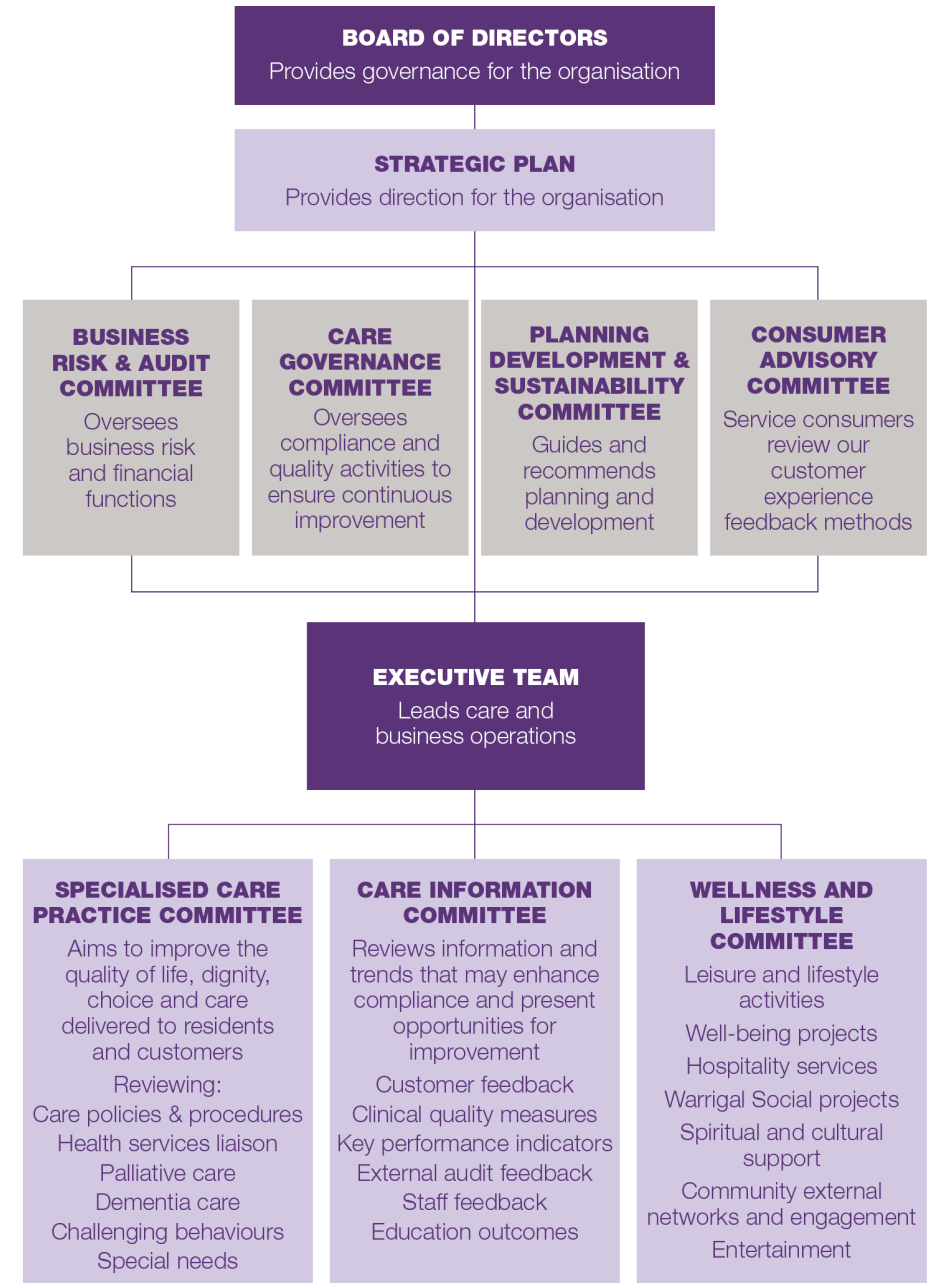 BOARD OF DIRECTORS
Provides governance for the organisation
STRATEGIC PLAN
Provides direction for the organisation
BUSINESS
RISK & AUDIT
COMMITTEE
Oversees
business risk
and financial
functions
CARE
GOVERNANCE
COMMITTEE
Oversees
compliance and
quality activities to
ensure continuous
improvement
PLANNING
DEVELOPMENT &
SUSTAINABILITY
COMMITTEE
Guides and
recommends
planning and
development
CONSUMER
ADVISORY
COMMITTEE
Service consumers
review our
customer
experience
feedback methods
EXECUTIVE TEAM
Leads care and
business operations
SPECIALISED CARE
PRACTICE COMMITTEE
Aims to improve the
quality of life, dignity,
choice and care
delivered to residents
and customers
Reviewing:
Care policies & procedures
Health services liaison
Palliative care
Dementia care
Challenging behaviours
Special needs
CARE INFORMATION
COMMITTEE
Reviews information and
trends that may enhance
compliance and present
opportunities for
improvement
Customer feedback
Clinical quality measures
Key performance indicators
External audit feedback
Staff feedback
Education outcomes
WELLNESS AND
LIFESTYLE
COMMITTEE
Leisure and lifestyle
activities
Well-being projects
Hospitality services
Warrigal Social projects
Spiritual and cultural
support
Community external
networks and engagement
Entertainment